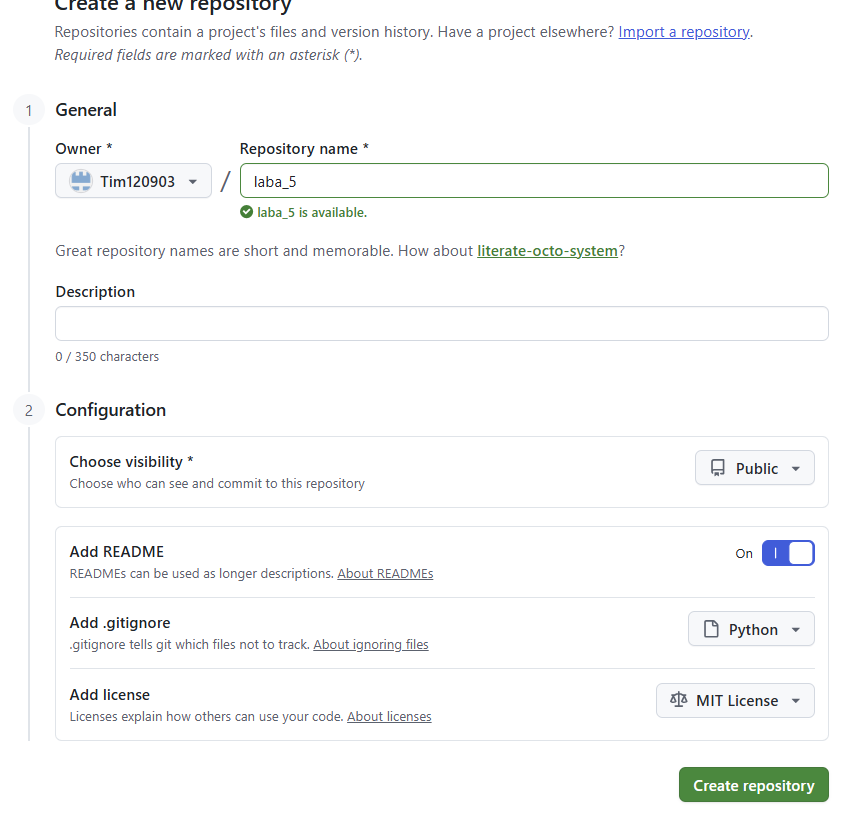 Create a new repository
Repositories contain a project's files and version history. Have a project elsewhere? Import a repository.
Required fields are marked with an asterisk (*).
1 General
Owner * Repository name *
Tim120903 / laba_5
laba_5 is available.
Great repository names are short and memorable. How about literate-octo-system?
Description
0 / 350 characters
2 Configuration
Choose visibility *
Choose who can see and commit to this repository
Public
Add README
READMEs can be used as longer descriptions. About READMEs
On
Add .gitignore
.gitignore tells git which files not to track. About ignoring files
Python
Add license
Licenses explain how others can use your code. About licenses
MIT License
Create repository